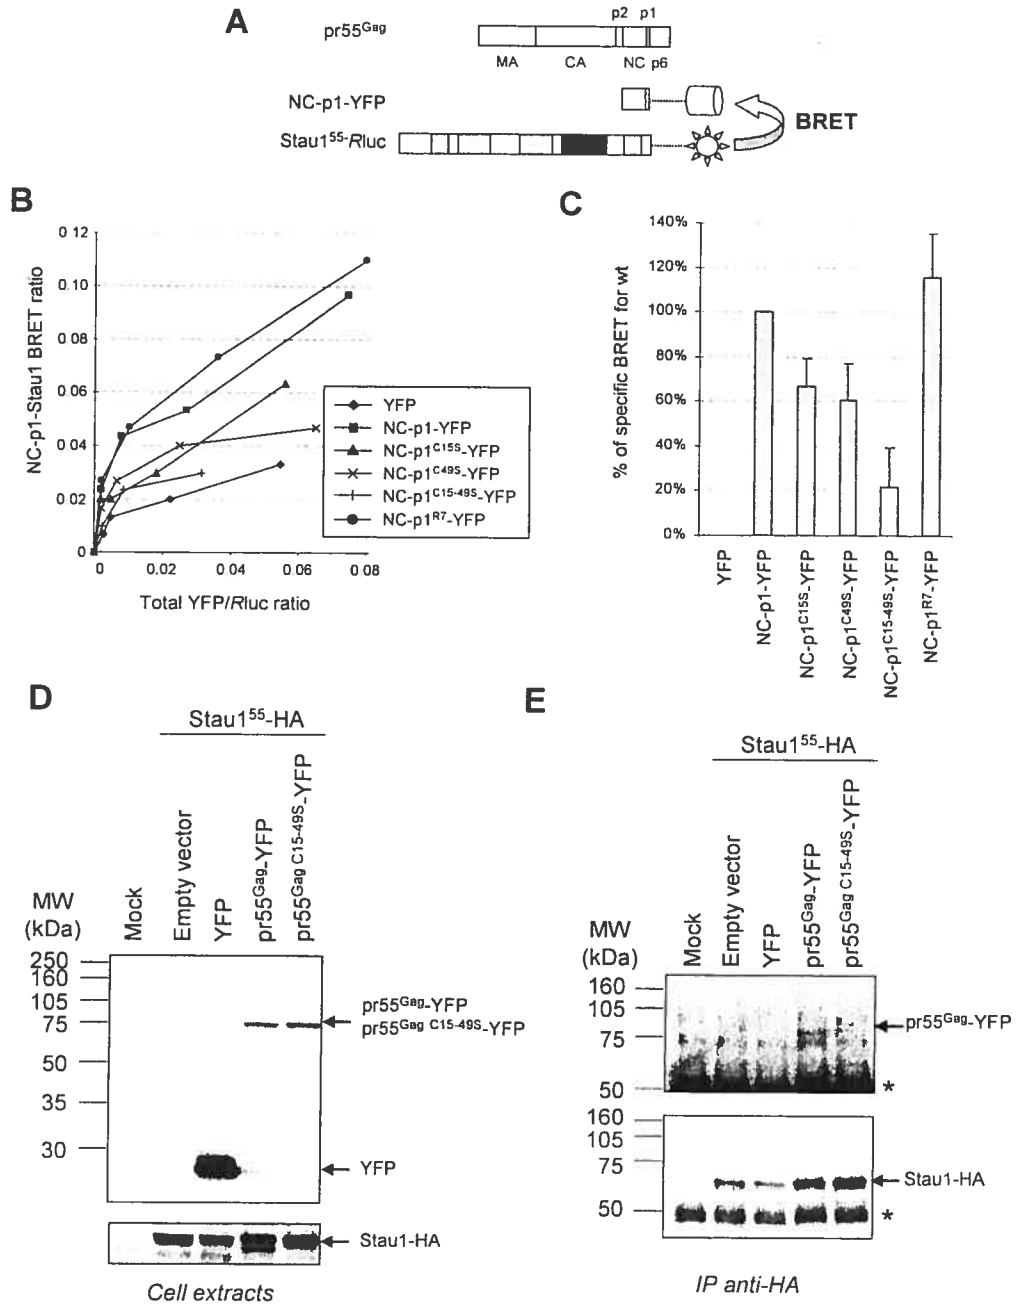 A
pr55Gag
p2 p1
MA CA NC p6
NC-p1-YFP
Stau155-Rluc
BRET
B
NC-p1-Stau1 BRET ratio
0 12
0.10
0.08
0.06
0.04
0.02
0
0 0.02 0.04 0.06 0.08
Total YFP/Rluc ratio
YFP
NC-p1-YFP
NC-p1C15S-YFP
NC-p1C49S-YFP
NC-p1C15-49S-YFP
NC-p1R7-YFP
C
% of specific BRET for wt
140%
120%
100%
80%
60%
40%
20%
0%
YFP
NC-p1-YFP
NC-p1C15S-YFP
NC-p1C49S-YFP
NC-p1C15-49S-YFP
NC-p1R7-YFP
D
Stau155-HA
MW
(kDa)
Mock
Empty vector
YFP
pr55Gag-YFP
pr55Gag C15-49S-YFP
250
160
105
75
50
35
30
pr55Gag-YFP
pr55Gag C15-49S-YFP
YFP
Stau1-HA
Cell extracts
E
Stau155-HA
MW
(kDa)
Mock
Empty vector
YFP
pr55Gag-YFP
pr55Gag C15-49S-YFP
160
105
75
50
pr55Gag-YFP
*
160
105
75
50
Stau1-HA
*
IP anti-HA